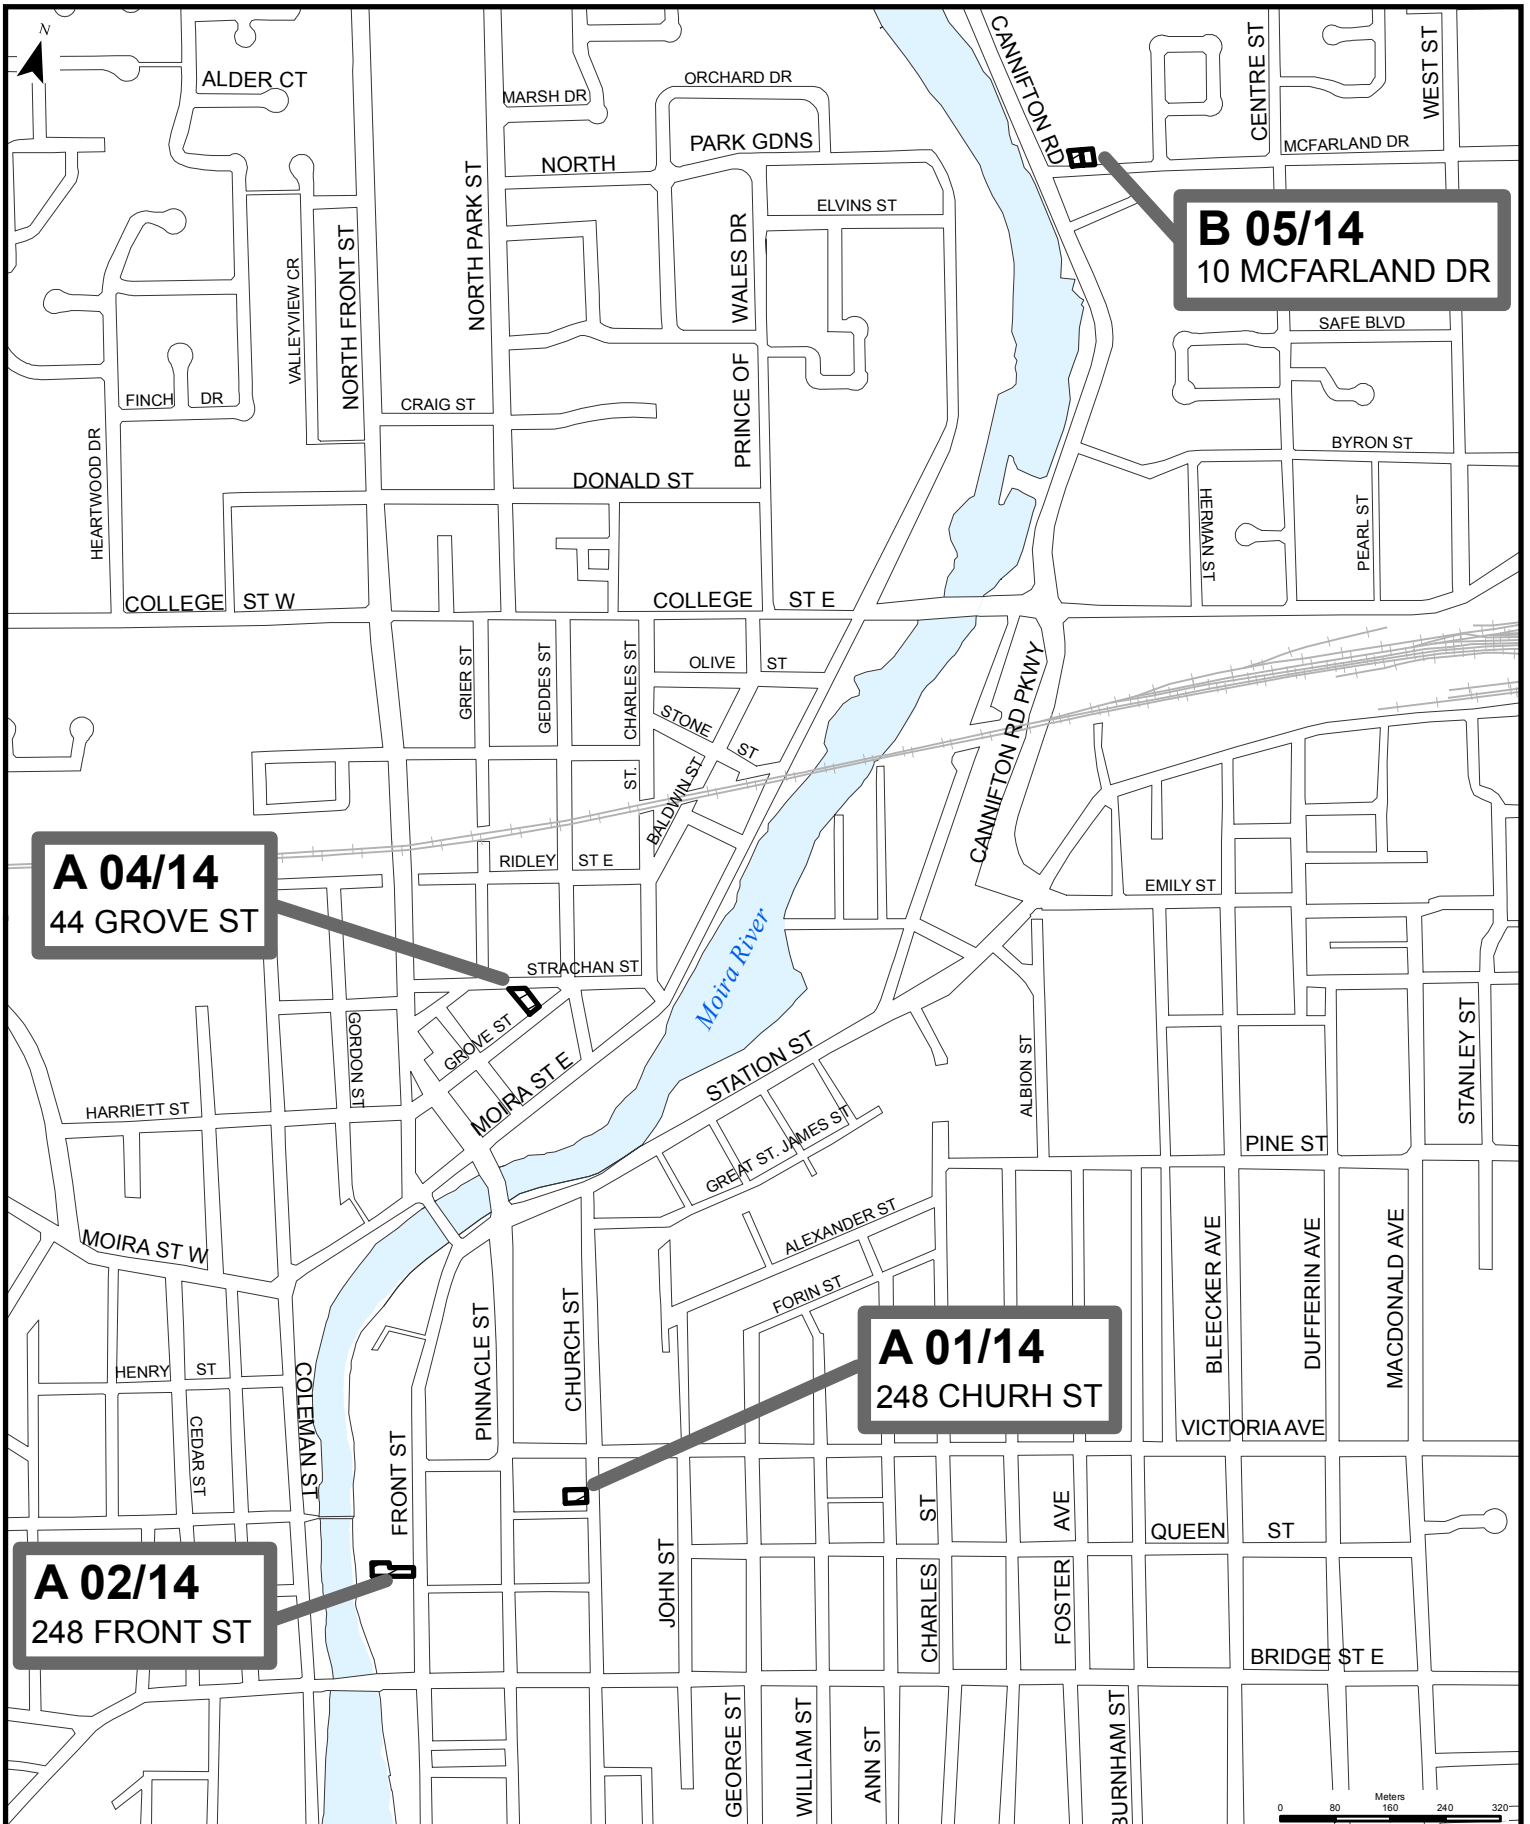 N
ALDER CT
MARSH DR
ORCHARD DR
CANNIFTON RD
CENTRE ST
WEST ST
PARK GDNS
NORTH
MCFARLAND DR
NORTH PARK ST
ELVINS ST
B 05/14
10 MCFARLAND DR
WALES DR
PRINCE OF
VALLEYVIEW CR
NORTH FRONT ST
SAFE BLVD
FINCH DR
CRAIG ST
HEARTWOOD DR
BYRON ST
DONALD ST
HERMAN ST
PEARL ST
COLLEGE ST W
COLLEGE ST E
GRIER ST
GEDDES ST
CHARLES ST
ST.
OLIVE ST
STONE ST
BALDWIN ST
CANNIFTON RD PKWY
A 04/14
44 GROVE ST
RIDLEY ST E
EMILY ST
STRACHAN ST
Moira River
GORDON ST
GROVE ST
MOIRA ST E
STATION ST
ALBION ST
STANLEY ST
HARRIETT ST
GREAT ST. JAMES ST
PINE ST
MOIRA ST W
ALEXANDER ST
FORIN ST
BLEECKER AVE
DUFFERIN AVE
MACDONALD AVE
PINNACLE ST
CHURCH ST
A 01/14
248 CHURH ST
HENRY ST
COLEMAN ST
CEDAR ST
FRONT ST
VICTORIA AVE
CHARLES ST
FOSTER AVE
QUEEN ST
A 02/14
248 FRONT ST
JOHN ST
BRIDGE ST E
GEORGE ST
WILLIAM ST
ANN ST
BURNHAM ST
Meters
0 80 160 240 320